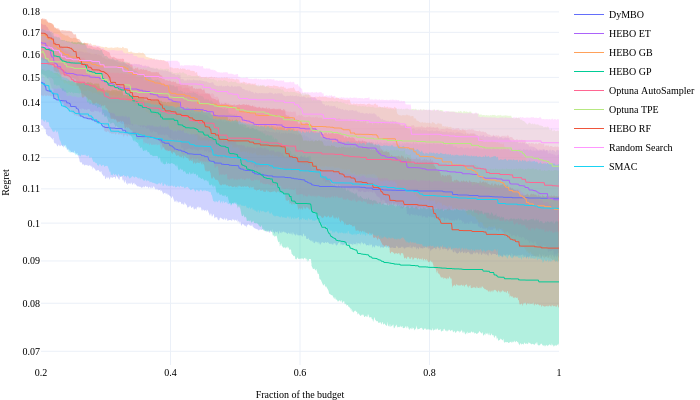 0.18
0.17
0.16
0.15
0.14
0.13
0.12
0.11
0.1
0.09
0.08
0.07
Regret
0.2
0.4
0.6
0.8
1
Fraction of the budget
DyMBO
HEBO ET
HEBO GB
HEBO GP
Optuna AutoSampler
Optuna TPE
HEBO RF
Random Search
SMAC